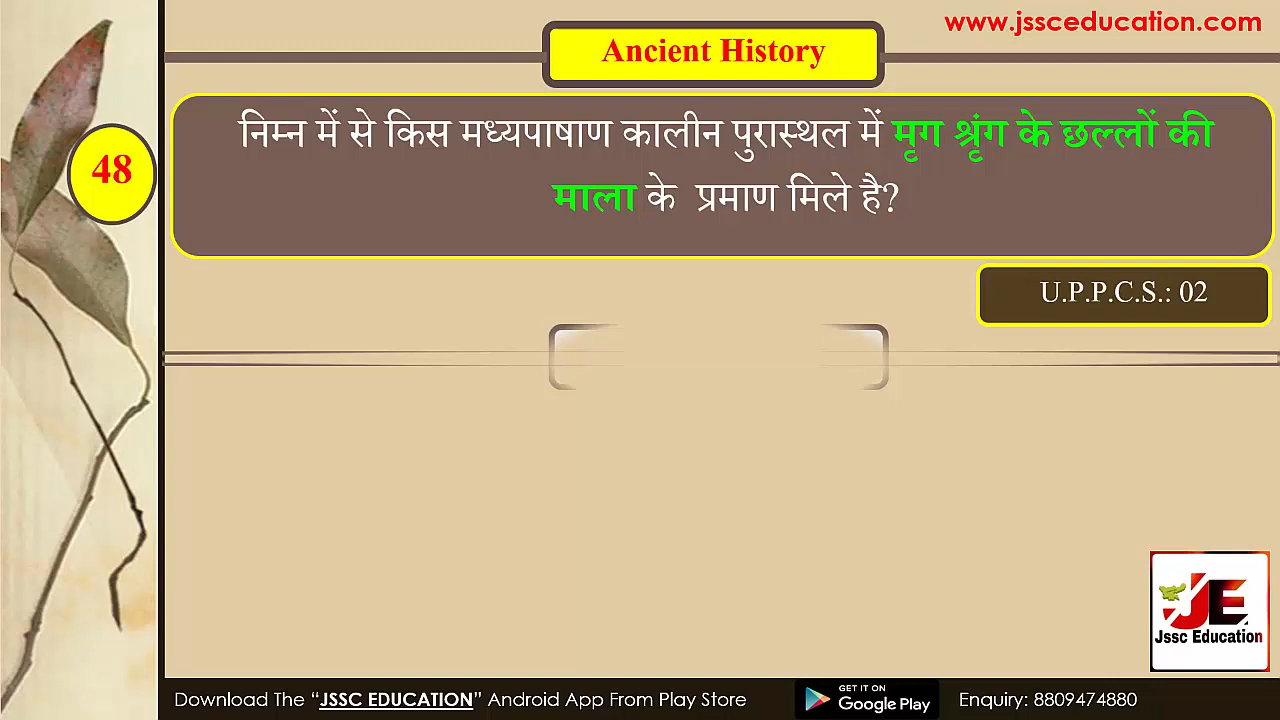 www.jssceducation.com
Ancient History
48
निम्न में से किस मध्यपाषाण कालीन पुरास्थल में मृग श्रृंग के छल्लों की
माला के प्रमाण मिले है?
U.P.P.C.S.: 02
JE
Jssc Education
Download The “JSSC EDUCATION” Android App From Play Store
GET IT ON
Google Play
Enquiry: 8809474880